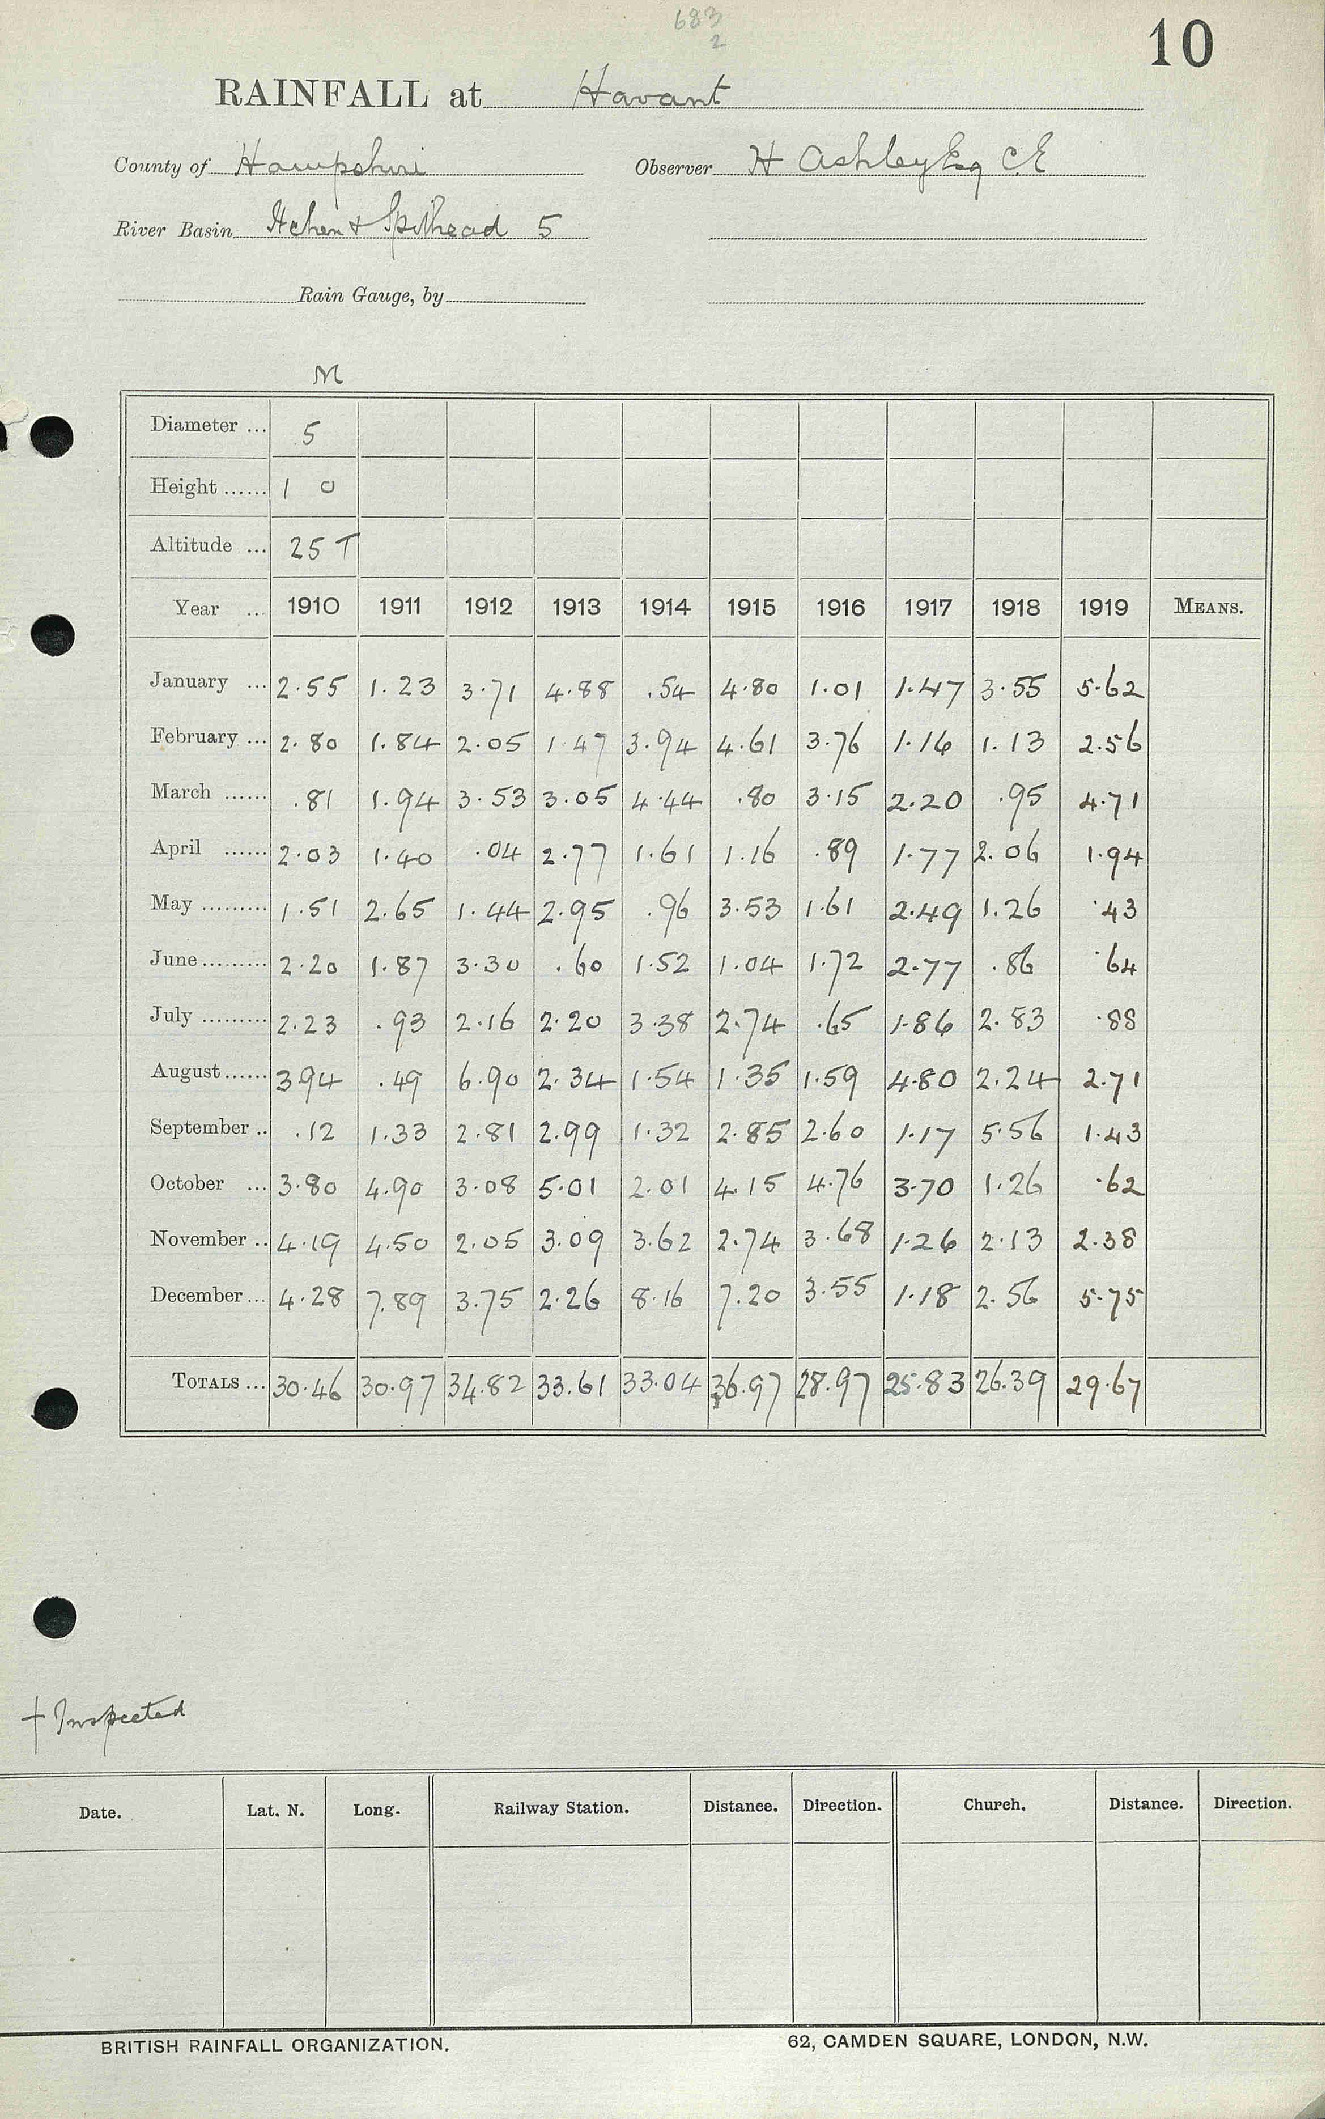 683
2
10
RAINFALL at Havant
County of Hampshire Observer H Ashley Esq C.E
River Basin Itchen & Spithead 5
Rain Gauge, by
M
Diameter ... 5
Height ...... 1 0
Altitude ... 25 T
Year ... 1910 1911 1912 1913 1914 1915 1916 1917 1918 1919 MEANS.
January ... 2.55 1.23 3.71 4.88 .54 4.80 1.01 1.47 3.55 5.62
February ... 2.80 1.84 2.05 1.47 3.94 4.61 3.76 1.16 1.13 2.56
March ...... .81 1.94 3.53 3.05 4.44 .80 3.15 2.20 .95 4.71
April ...... 2.03 1.40 .04 2.77 1.61 1.16 .89 1.77 2.06 1.94
May ......... 1.51 2.65 1.44 2.95 .96 3.53 1.61 2.49 1.26 .43
June ......... 2.20 1.87 3.30 .60 1.52 1.04 1.72 2.77 .86 .64
July ......... 2.23 .93 2.16 2.20 3.38 2.74 .65 1.86 2.83 .88
August ...... 3 94 .49 6.90 2.34 1.54 1.35 1.59 4.80 2.24 2.71
September .. .12 1.33 2.81 2.99 1.32 2.85 2.60 1.17 5.56 1.43
October ... 3.80 4.90 3.08 5.01 2.01 4.15 4.76 3.70 1.26 .62
November .. 4.19 4.50 2.05 3.09 3.62 2.74 3.68 1.26 2.13 2.38
December ... 4.28 7.89 3.75 2.26 8.16 7.20 3.55 1.18 2.56 5.75
TOTALS ... 30.46 30.97 34.82 33.61 33.04 36.97 28.97 25.83 26.39 29.67
† Inspected
Date. Lat. N. Long. Railway Station. Distance. Direction. Church. Distance. Direction.
BRITISH RAINFALL ORGANIZATION. 62, CAMDEN SQUARE, LONDON, N.W.